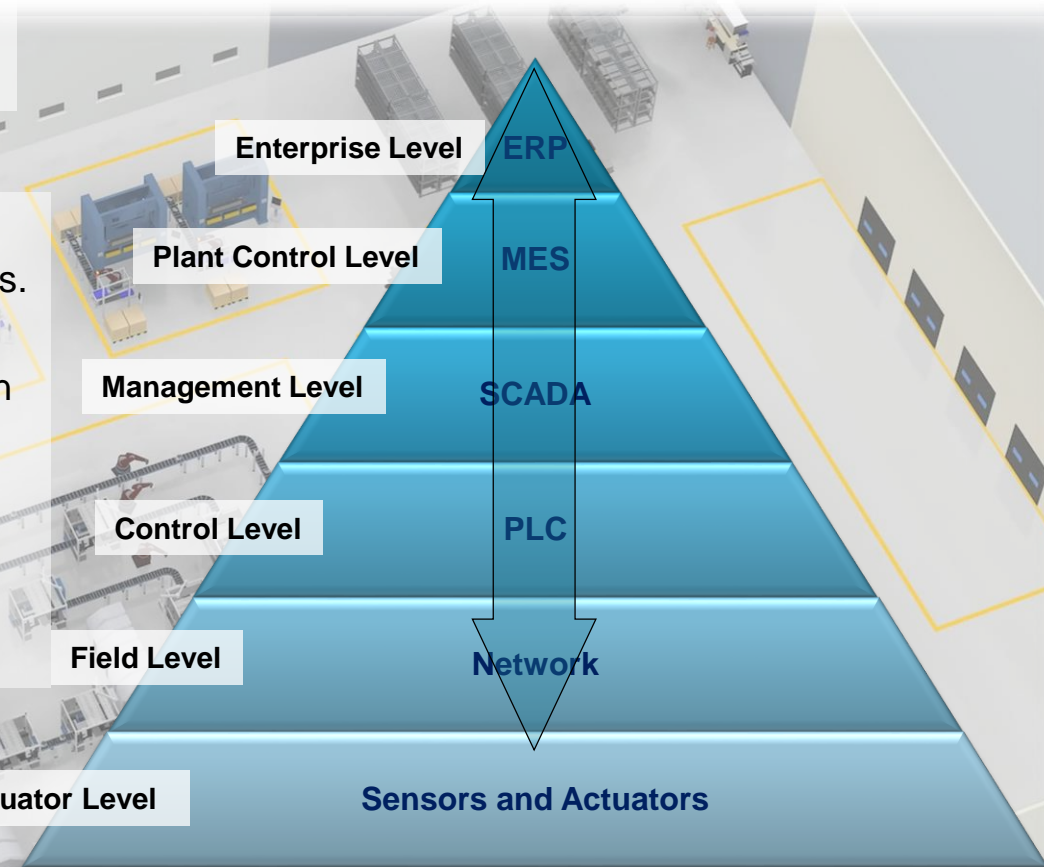 Enterprise Level ERP
Plant Control Level MES
s.
Management Level SCADA
Control Level PLC
Field Level Network
uator Level Sensors and Actuators